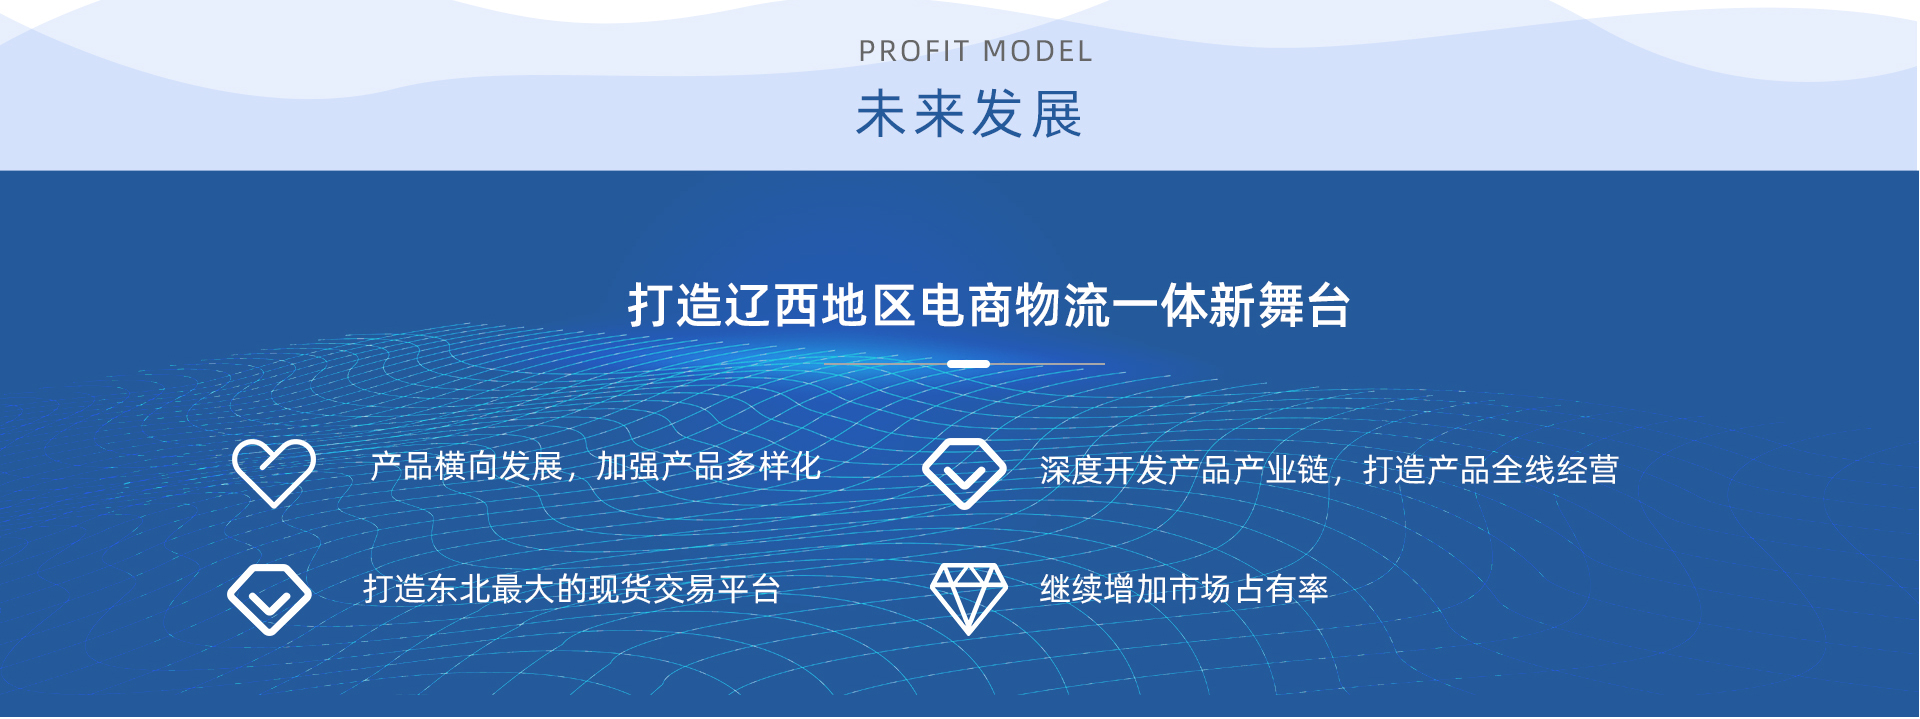 PROFIT MODEL
未来发展
打造辽西地区电商物流一体新舞台
产品横向发展，加强产品多样化
深度开发产品产业链，打造产品全线经营
打造东北最大的现货交易平台
继续增加市场占有率